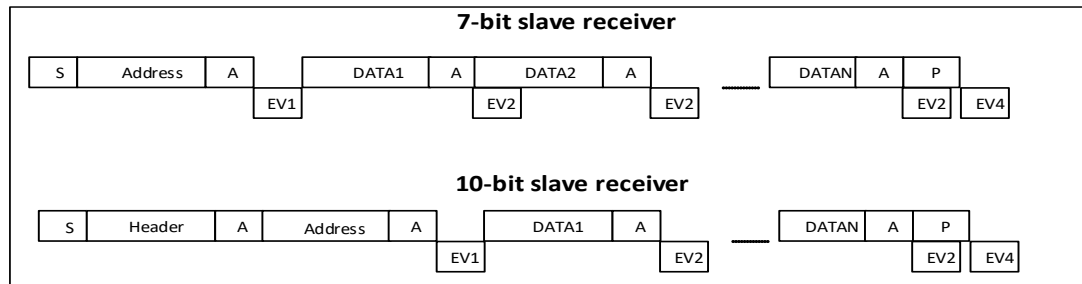 7-bit slave receiver
S Address A DATA1 A DATA2 A DATAN A P
EV1 EV2 EV2 EV2 EV4
10-bit slave receiver
S Header A Address A DATA1 A DATAN A P
EV1 EV2 EV2 EV4